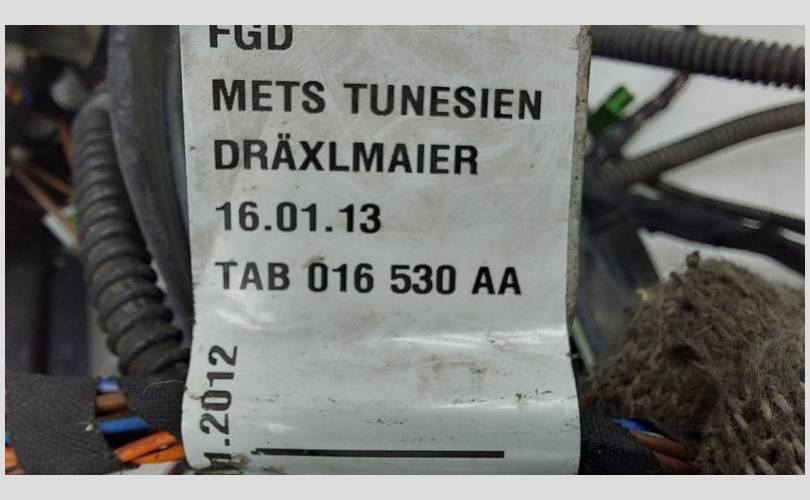 FGD
METS TUNESIEN
DRÄXLMAIER
16.01.13
TAB 016 530 AA
1.2012